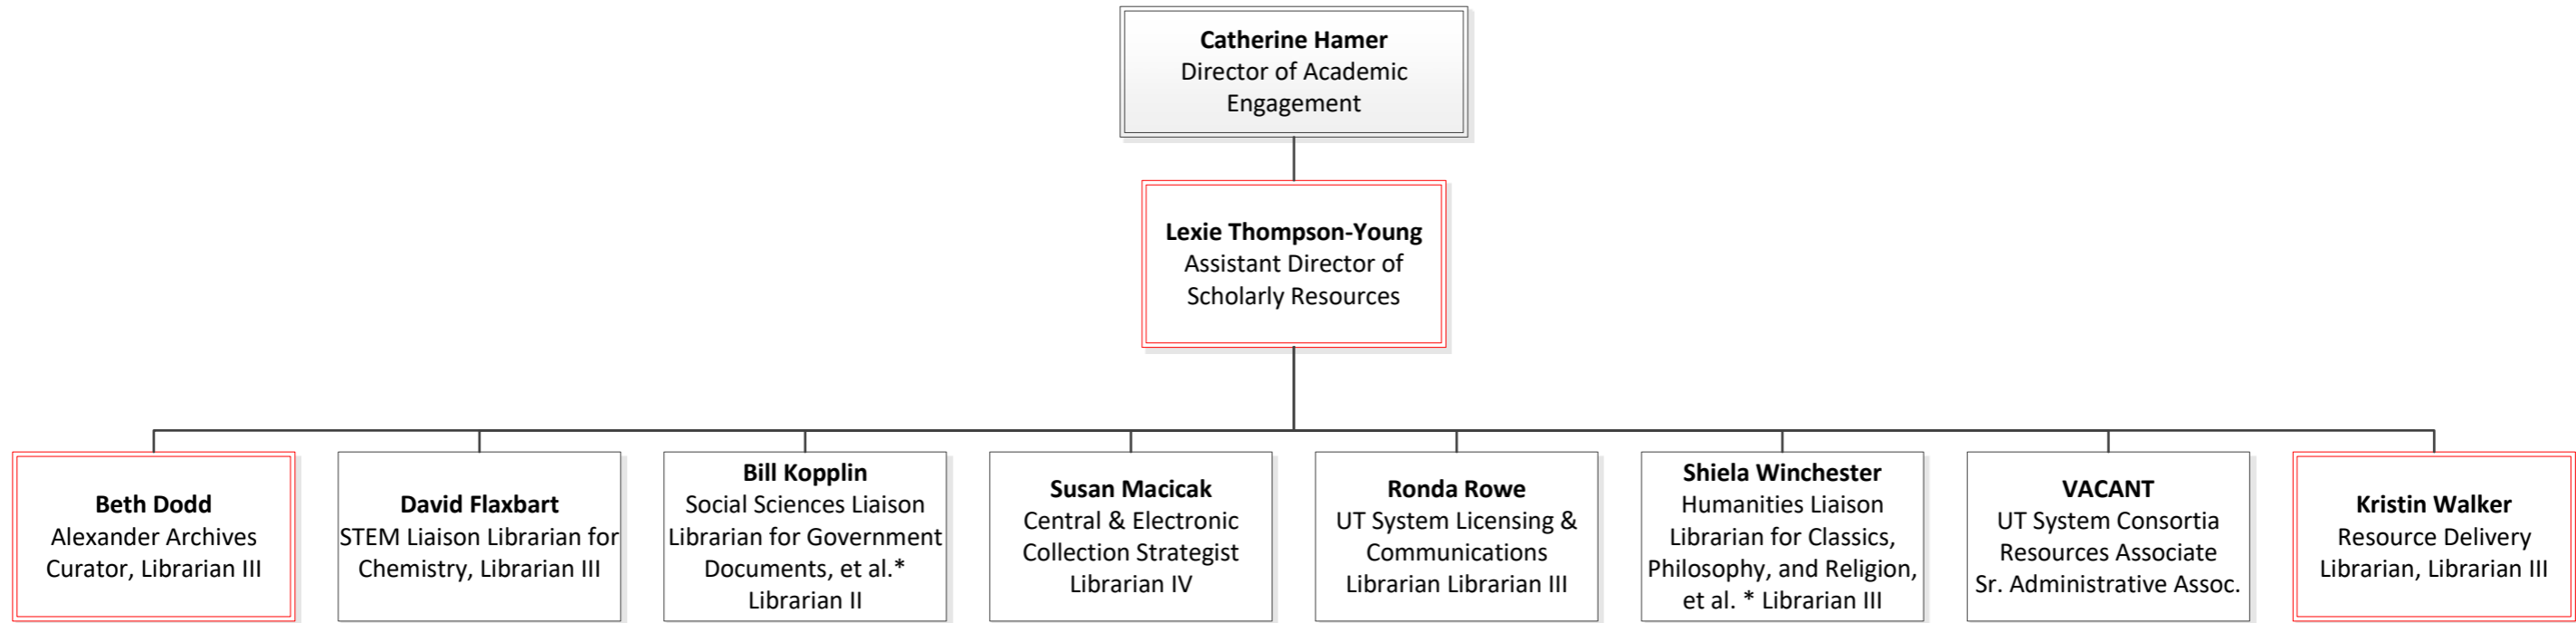 Catherine Hamer
Director of Academic
Engagement
Lexie Thompson-Young
Assistant Director of
Scholarly Resources
Beth Dodd
Alexander Archives
Curator, Librarian III
David Flaxbart
STEM Liaison Librarian for
Chemistry, Librarian III
Bill Kopplin
Social Sciences Liaison
Librarian for Government
Documents, et al.*
Librarian II
Susan Macicak
Central & Electronic
Collection Strategist
Librarian IV
Ronda Rowe
UT System Licensing &
Communications
Librarian Librarian III
Shiela Winchester
Humanities Liaison
Librarian for Classics,
Philosophy, and Religion,
et al. * Librarian III
VACANT
UT System Consortia
Resources Associate
Sr. Administrative Assoc.
Kristin Walker
Resource Delivery
Librarian, Librarian III